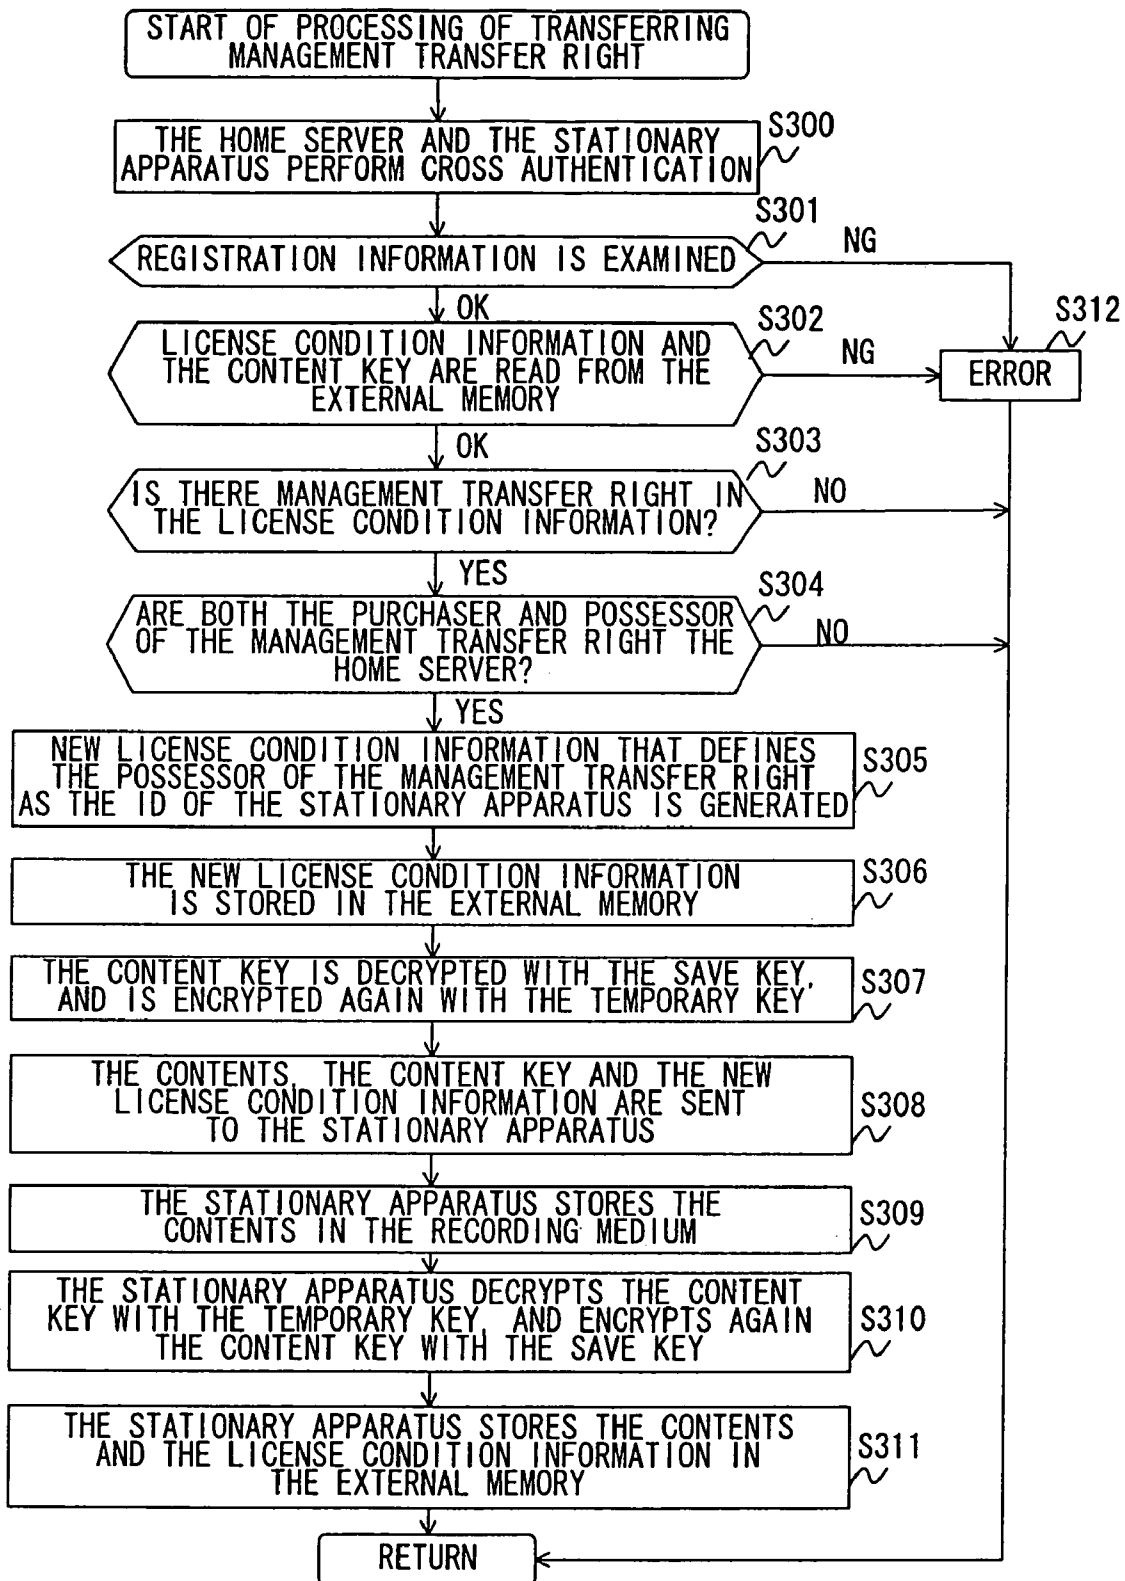 START OF PROCESSING OF TRANSFERRING
MANAGEMENT TRANSFER RIGHT
THE HOME SERVER AND THE STATIONARY
APPARATUS PERFORM CROSS AUTHENTICATION
S300
REGISTRATION INFORMATION IS EXAMINED
S301
NG
OK
LICENSE CONDITION INFORMATION AND
THE CONTENT KEY ARE READ FROM THE
EXTERNAL MEMORY
S302
NG
S312
ERROR
OK
IS THERE MANAGEMENT TRANSFER RIGHT IN
THE LICENSE CONDITION INFORMATION?
S303
NO
YES
ARE BOTH THE PURCHASER AND POSSESSOR
OF THE MANAGEMENT TRANSFER RIGHT THE
HOME SERVER?
S304
NO
YES
NEW LICENSE CONDITION INFORMATION THAT DEFINES
THE POSSESSOR OF THE MANAGEMENT TRANSFER RIGHT
AS THE ID OF THE STATIONARY APPARATUS IS GENERATED
S305
THE NEW LICENSE CONDITION INFORMATION
IS STORED IN THE EXTERNAL MEMORY
S306
THE CONTENT KEY IS DECRYPTED WITH THE SAVE KEY,
AND IS ENCRYPTED AGAIN WITH THE TEMPORARY KEY
S307
THE CONTENTS, THE CONTENT KEY AND THE NEW
LICENSE CONDITION INFORMATION ARE SENT
TO THE STATIONARY APPARATUS
S308
THE STATIONARY APPARATUS STORES THE
CONTENTS IN THE RECORDING MEDIUM
S309
THE STATIONARY APPARATUS DECRYPTS THE CONTENT
KEY WITH THE TEMPORARY KEY, AND ENCRYPTS AGAIN
THE CONTENT KEY WITH THE SAVE KEY
S310
THE STATIONARY APPARATUS STORES THE CONTENTS
AND THE LICENSE CONDITION INFORMATION IN
THE EXTERNAL MEMORY
S311
RETURN